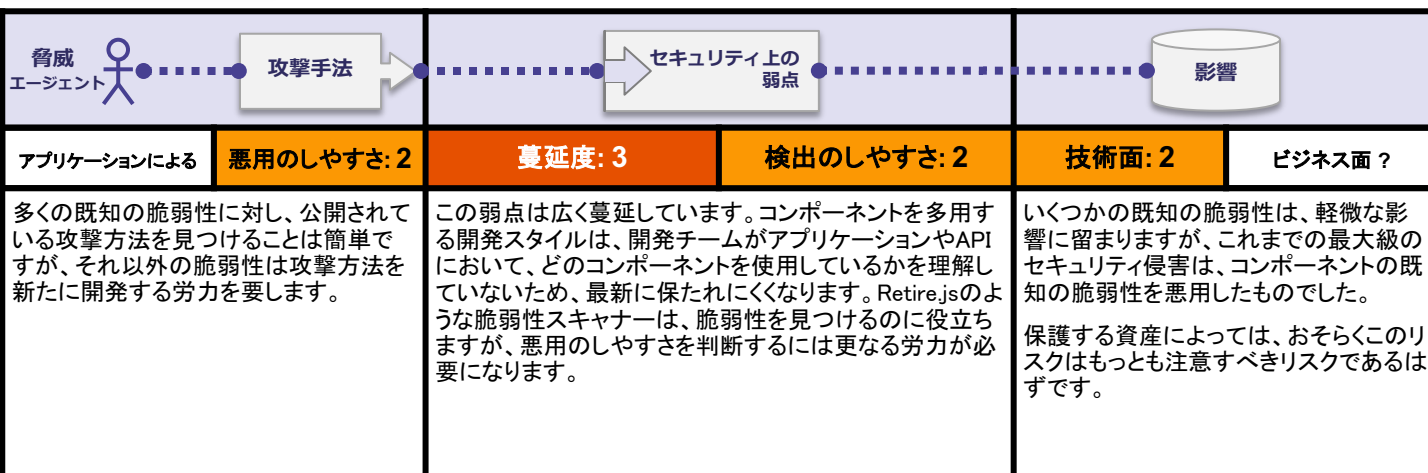 脅威
エージェント
攻撃手法
セキュリティ上の
弱点
影響
アプリケーションによる
悪用のしやすさ: 2
蔓延度: 3
検出のしやすさ: 2
技術面: 2
ビジネス面 ?
多くの既知の脆弱性に対し、公開されて
いる攻撃方法を見つけることは簡単で
すが、それ以外の脆弱性は攻撃方法を
新たに開発する労力を要します。
この弱点は広く蔓延しています。コンポーネントを多用す
る開発スタイルは、開発チームがアプリケーションやAPI
において、どのコンポーネントを使用しているかを理解し
ていないため、最新に保たれにくくなります。Retire.jsのよ
うな脆弱性スキャナーは、脆弱性を見つけるのに役立ち
ますが、悪用のしやすさを判断するには更なる労力が必
要になります。
いくつかの既知の脆弱性は、軽微な影
響に留まりますが、これまでの最大級の
セキュリティ侵害は、コンポーネントの既
知の脆弱性を悪用したものでした。
保護する資産によっては、おそらくこのリ
スクはもっとも注意すべきリスクであるは
ずです。